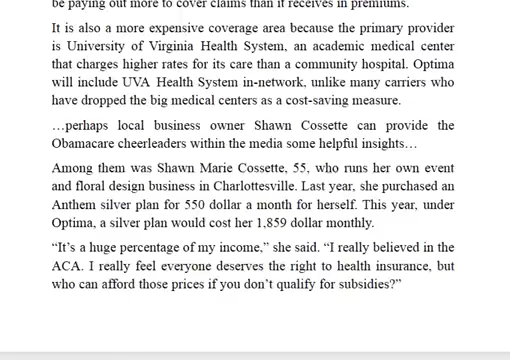 be paying out more to cover claims than it receives in premiums.
It is also a more expensive coverage area because the primary provider
is University of Virginia Health System, an academic medical center
that charges higher rates for its care than a community hospital. Optima
will include UVA Health System in-network, unlike many carriers who
have dropped the big medical centers as a cost-saving measure.
…perhaps local business owner Shawn Cossette can provide the
Obamacare cheerleaders within the media some helpful insights…
Among them was Shawn Marie Cossette, 55, who runs her own event
and floral design business in Charlottesville. Last year, she purchased an
Anthem silver plan for 550 dollar a month for herself. This year, under
Optima, a silver plan would cost her 1,859 dollar monthly.
“It’s a huge percentage of my income,” she said. “I really believed in the
ACA. I really feel everyone deserves the right to health insurance, but
who can afford those prices if you don’t qualify for subsidies?”